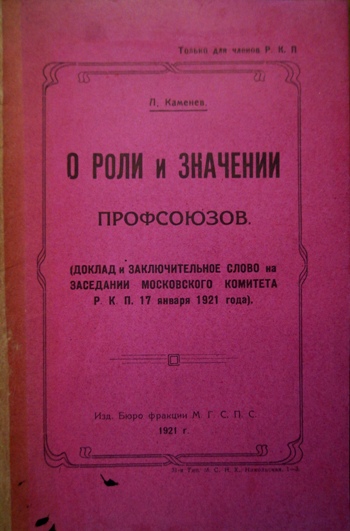 Только для членов Р. К. П
Л. Каменев.
О РОЛИ и ЗНАЧЕНИИ
ПРОФСОЮЗОВ.
(ДОКЛАД и ЗАКЛЮЧИТЕЛЬНОЕ СЛОВО на
ЗАСЕДАНИИ МОСКОВСКОГО КОМИТЕТА
Р. К. П. 17 января 1921 года).
Изд. Бюро фракции М. Г. С. П. С.
1921 г.